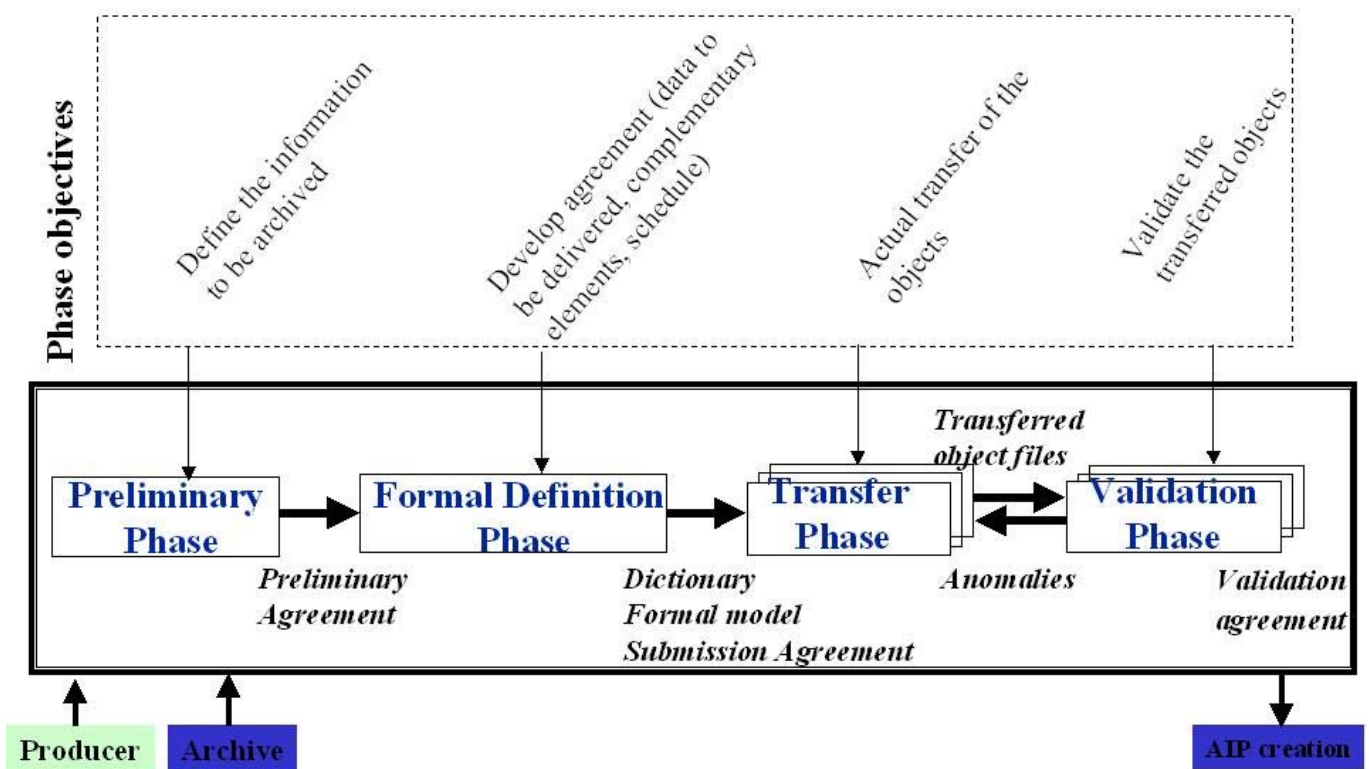 Phase objectives
Define the information
to be archived
Develop agreement (data to
be delivered, complementary
elements, schedule)
Actual transfer of the
objects
Validate the
transferred objects
Transferred
object files
Preliminary
Phase
Formal Definition
Phase
Transfer
Phase
Validation
Phase
Preliminary
Agreement
Dictionary
Formal model
Submission Agreement
Anomalies
Validation
agreement
Producer
Archive
AIP creation